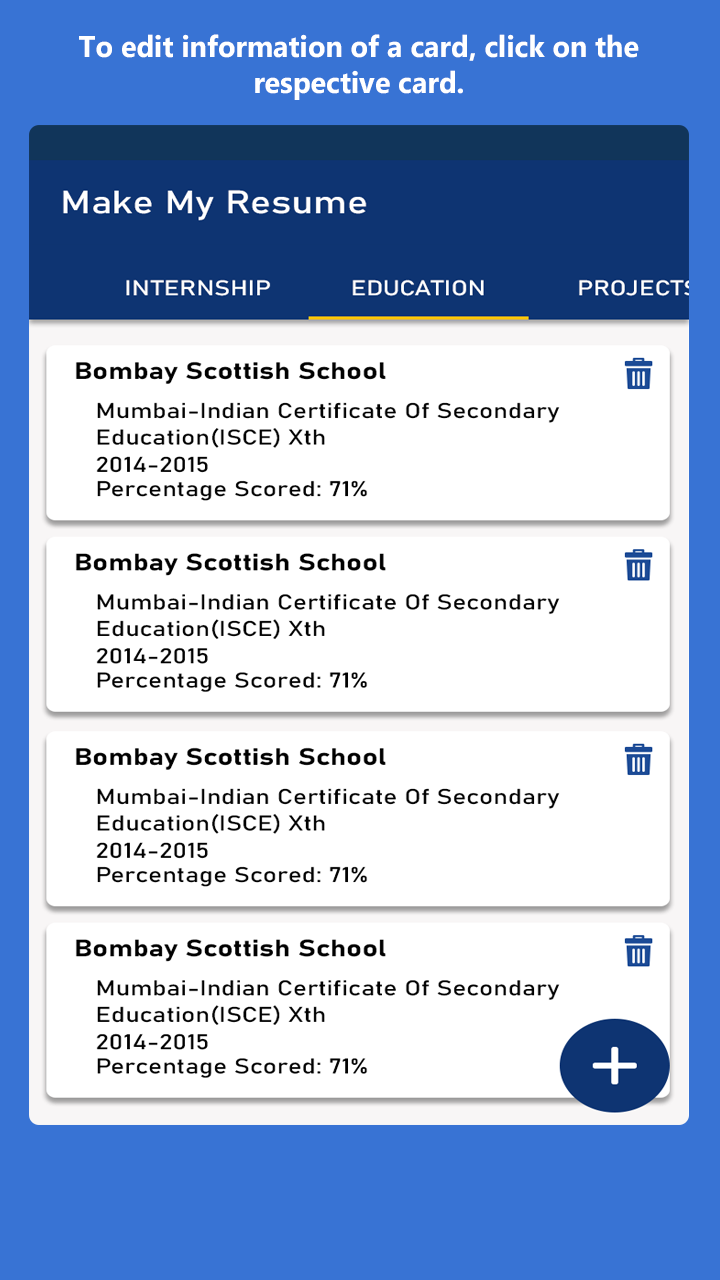 To edit information of a card, click on the
respective card.
Make My Resume
INTERNSHIP EDUCATION PROJECTS
Bombay Scottish School
Mumbai-Indian Certificate Of Secondary
Education(ISCE) Xth
2014-2015
Percentage Scored: 71%
Bombay Scottish School
Mumbai-Indian Certificate Of Secondary
Education(ISCE) Xth
2014-2015
Percentage Scored: 71%
Bombay Scottish School
Mumbai-Indian Certificate Of Secondary
Education(ISCE) Xth
2014-2015
Percentage Scored: 71%
Bombay Scottish School
Mumbai-Indian Certificate Of Secondary
Education(ISCE) Xth
2014-2015
Percentage Scored: 71%